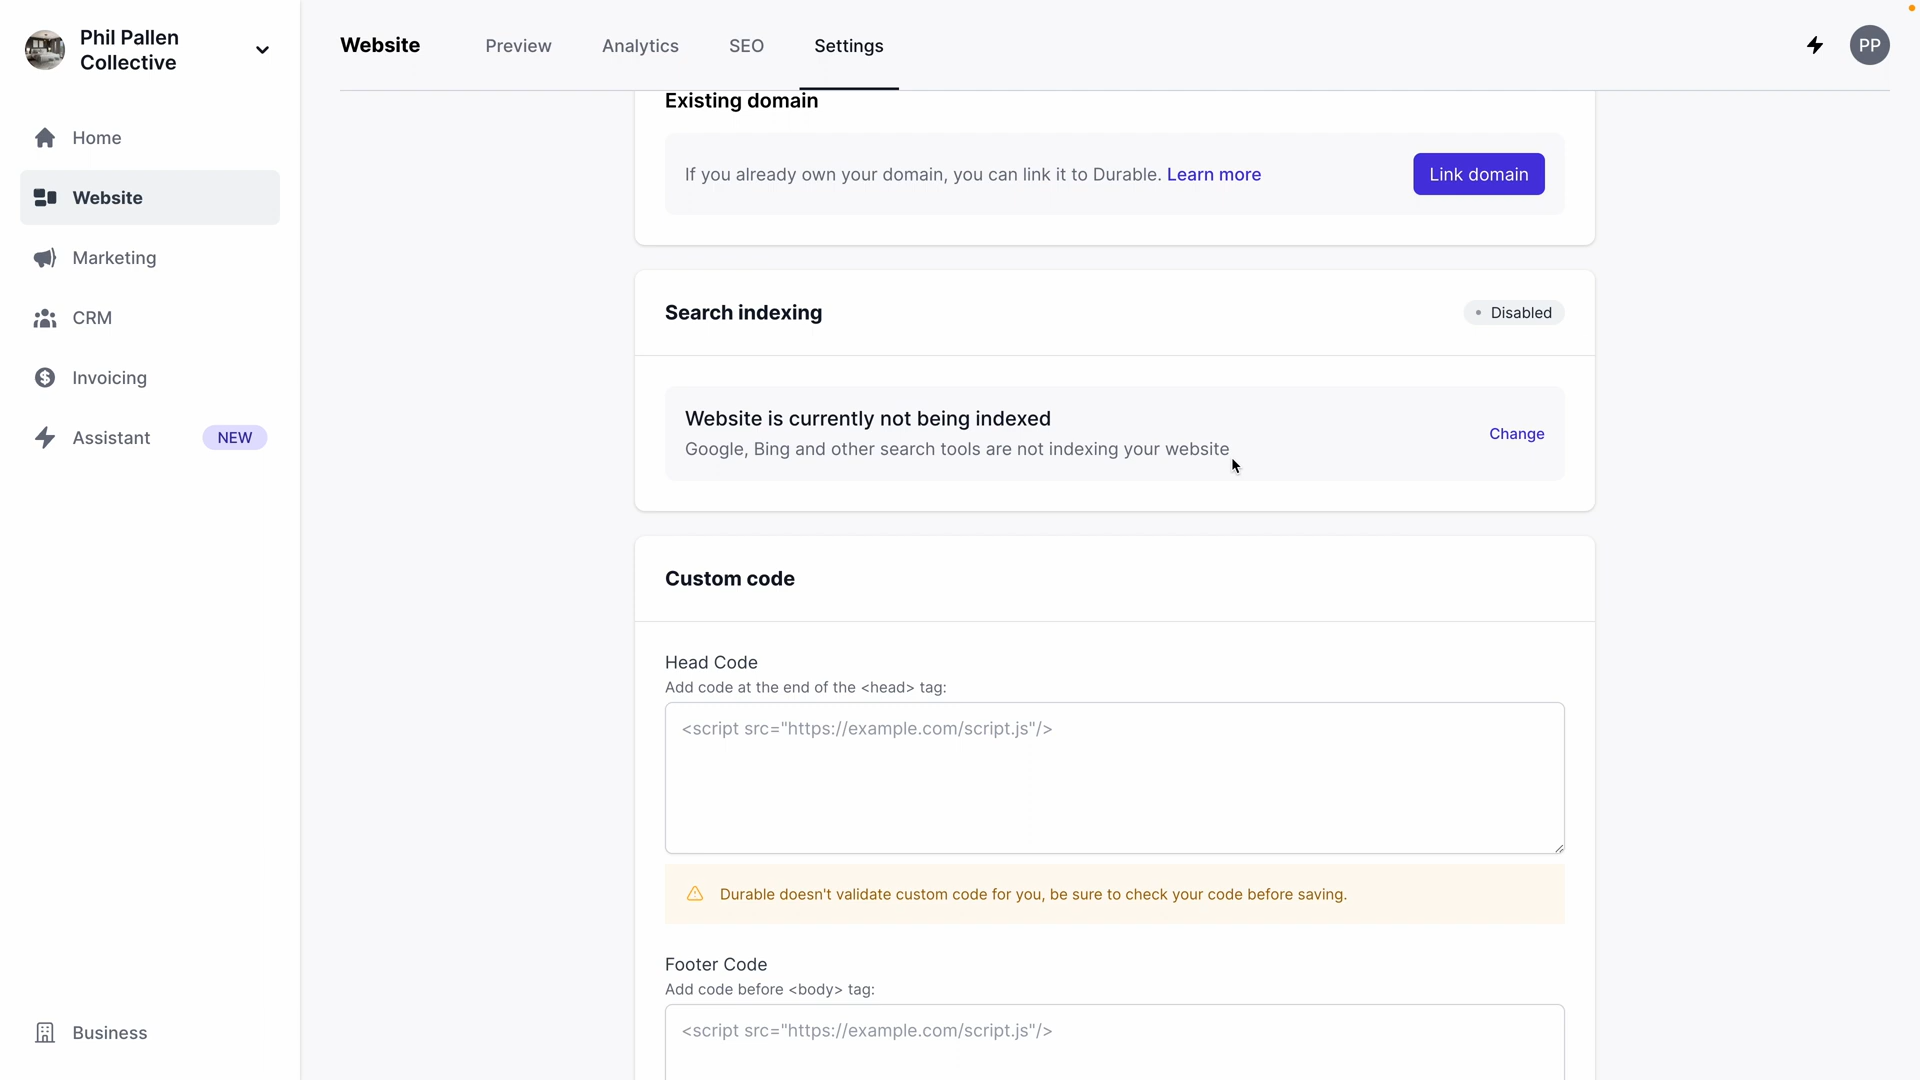 Phil Pallen
Collective
Home
Website
Marketing
CRM
Invoicing
Assistant NEW
Business
Website Preview Analytics SEO Settings
PP
Existing domain
If you already own your domain, you can link it to Durable. Learn more
Link domain
Search indexing
Disabled
Website is currently not being indexed
Google, Bing and other search tools are not indexing your website
Change
Custom code
Head Code
Add code at the end of the <head> tag:
<script src="https://example.com/script.js"/>
Durable doesn't validate custom code for you, be sure to check your code before saving.
Footer Code
Add code before <body> tag:
<script src="https://example.com/script.js"/>